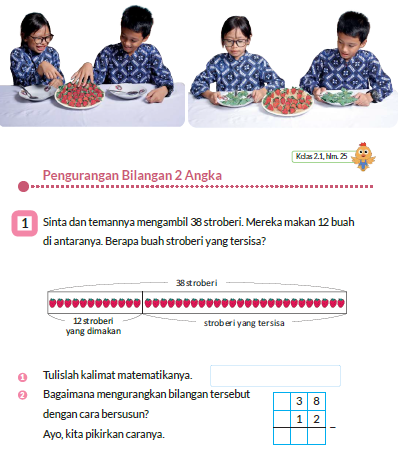 Kelas 2.1, hlm. 25
Pengurangan Bilangan 2 Angka
1 Sinta dan temannya mengambil 38 stroberi. Mereka makan 12 buah
di antaranya. Berapa buah stroberi yang tersisa?
38 stroberi
12 stroberi
yang dimakan
stroberi yang tersisa
1 Tulislah kalimat matematikanya.
2 Bagaimana mengurangkan bilangan tersebut
dengan cara bersusun?
Ayo, kita pikirkan caranya.
3 8
1 2
–